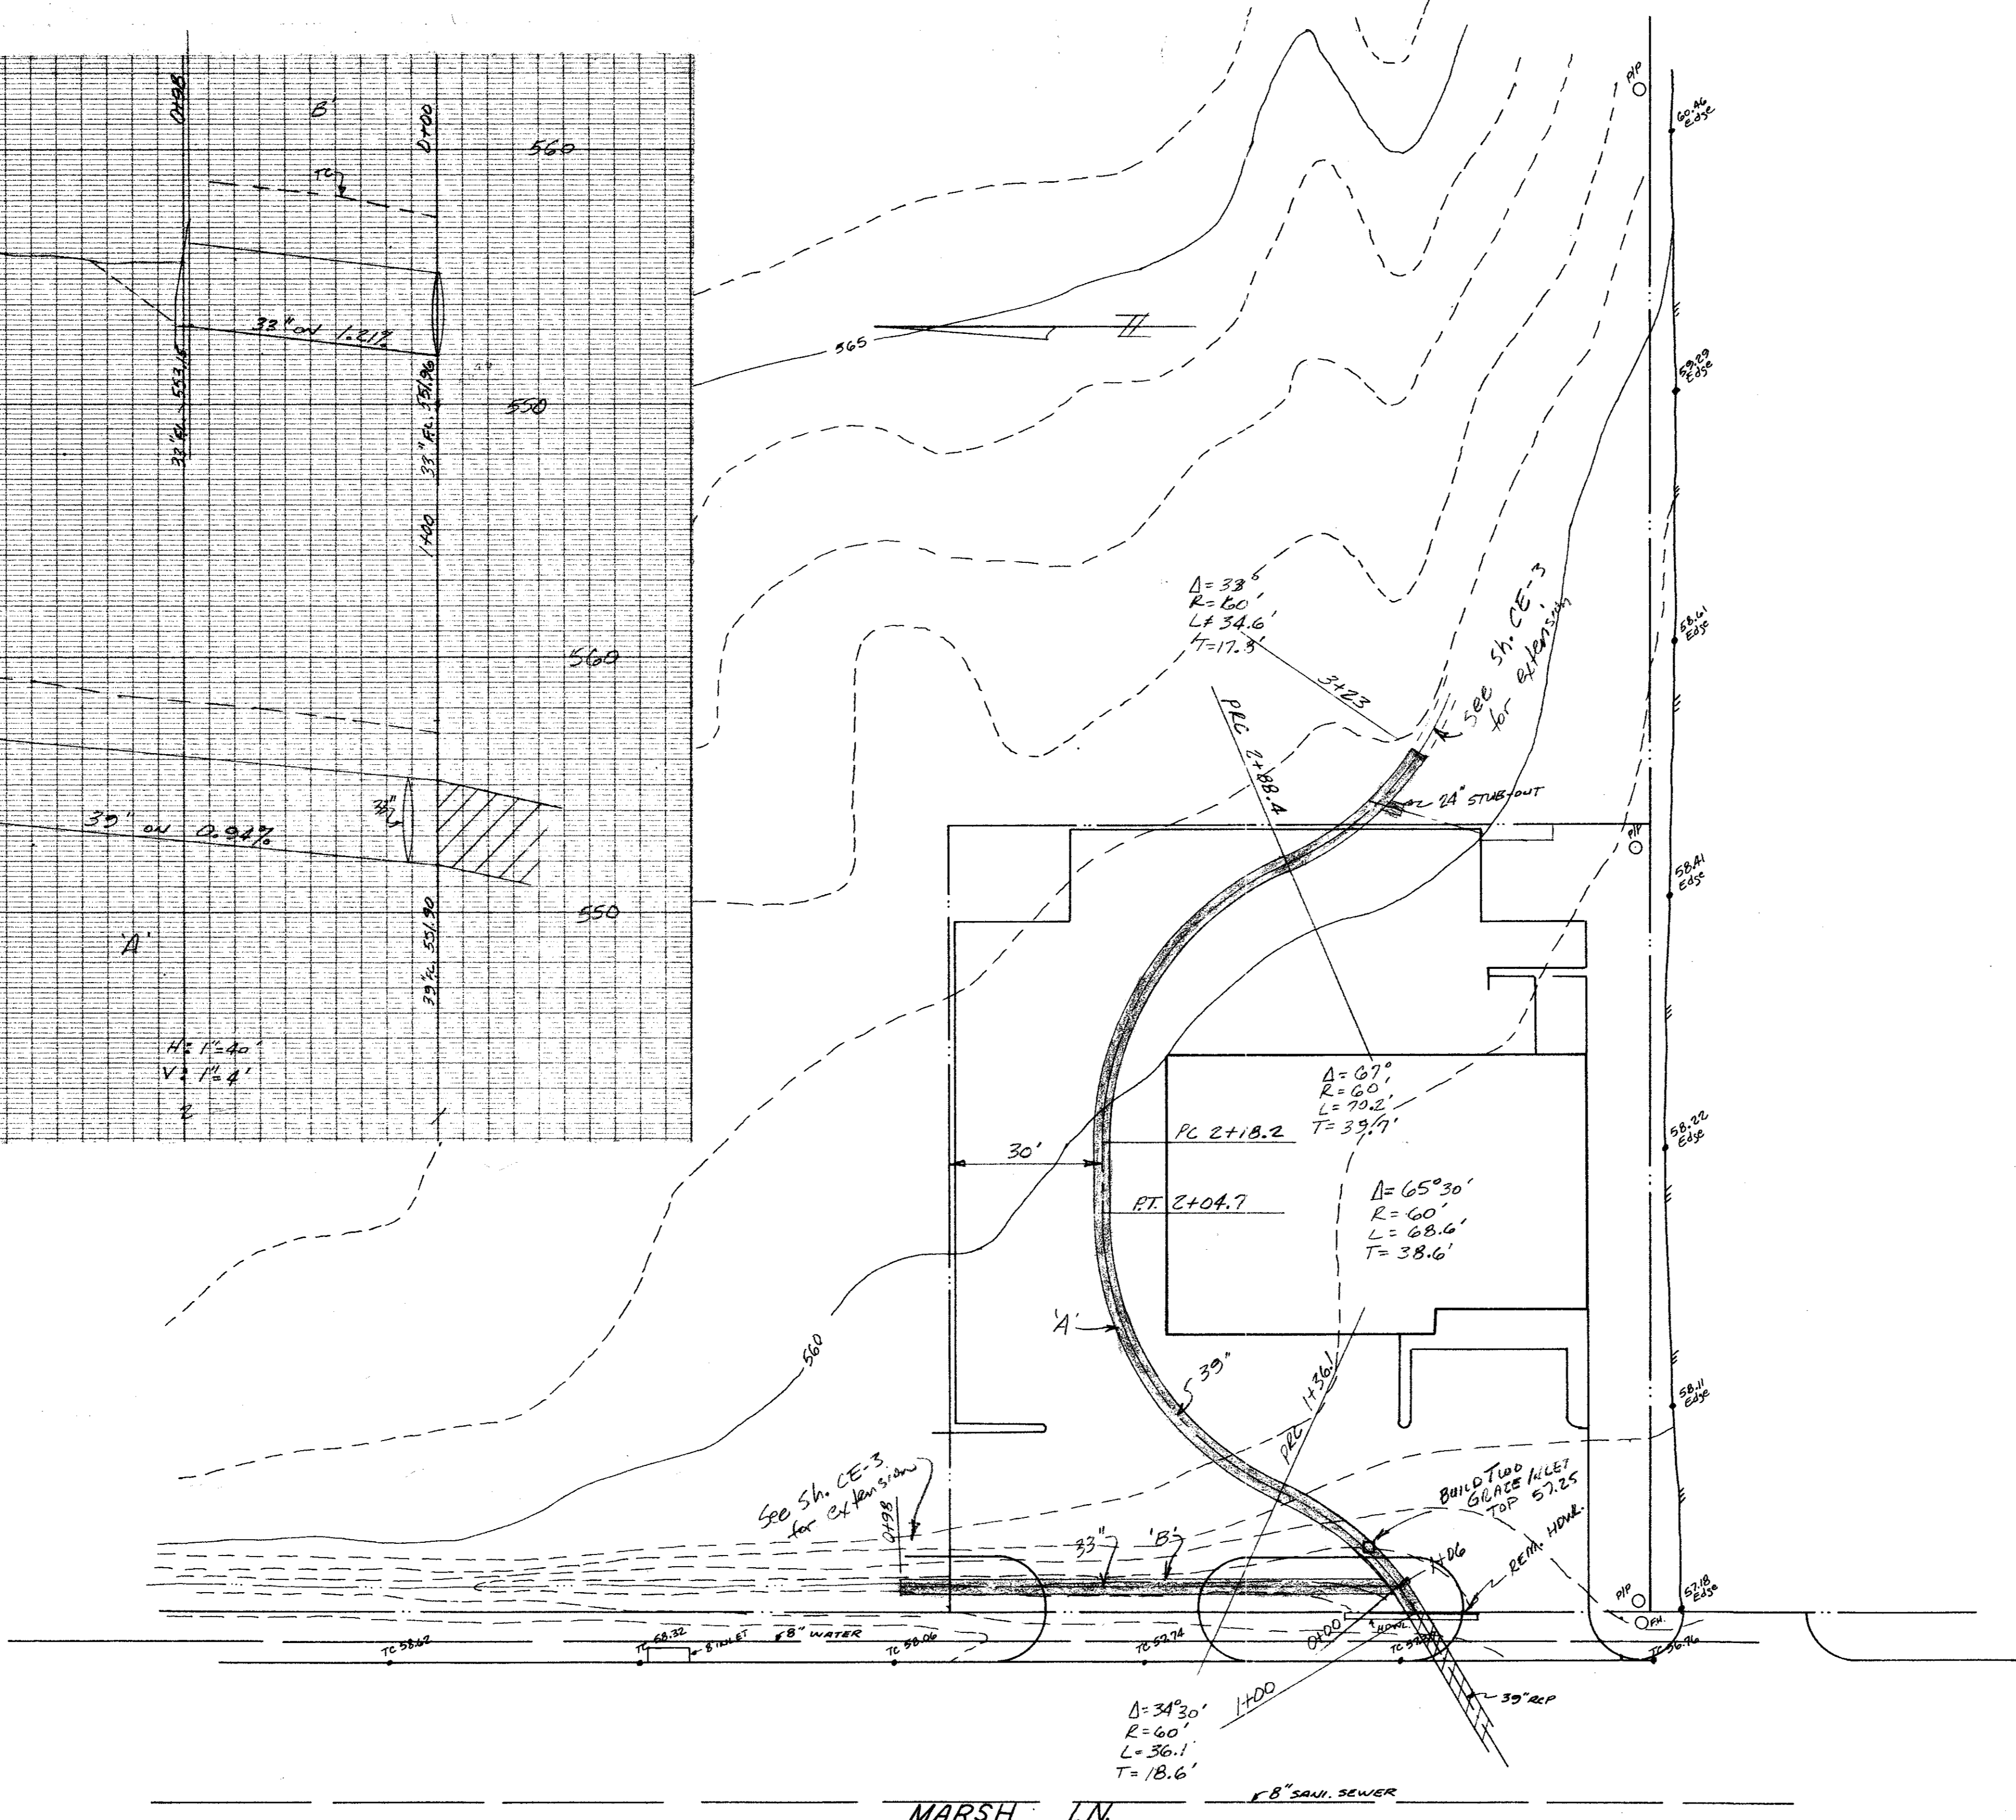 0+98
'B'
0+00
560
TC
33" ON 1.21%
33" FL. 553.15
33" FL. 551.96
550
1+00
560
33"
39" ON 0.94%
550
39" FL 551.90
'A'
H: 1"=40'
V: 1"=4'
2
1
P/P
60.46
Edge
59.29
Edge
565
58.61
Edge
R=60'
L=34.6'
T=17.3'
3+23
See Sh. CE-3
for extension
PRC 2+88.4
24" STUB-OUT
P/P
58.41
Edge
Δ=67°
R=60'
L=70.2'
T=39.7'
PC 2+18.2
58.22
Edge
30'
P.T. 2+04.7
Δ=65°30'
R=60'
L=68.6'
T=38.6'
'A'
560
39"
PRC 1+36.1
58.11
Edge
See Sh. CE-3
for extension
0+98
33"
'B'
BUILD TWO
GRATE INLET
TOP 57.25
REM. HDWL.
1+06
0+00
HDWL.
P/P
57.18
Edge
F.H.
TC 58.62
TC 58.32
8' INLET
8" WATER
TC 58.06
TC 57.74
TC 56.76
1+00
39" RCP
Δ=34°30'
R=60'
L=36.1'
T=18.6'
8" SANI. SEWER
MARSH LN.